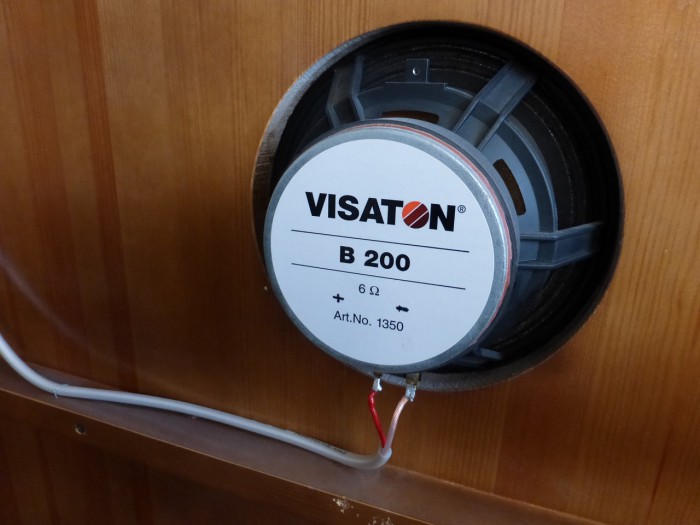 VISATON®
B 200
6 Ω
+ -
Art.No. 1350